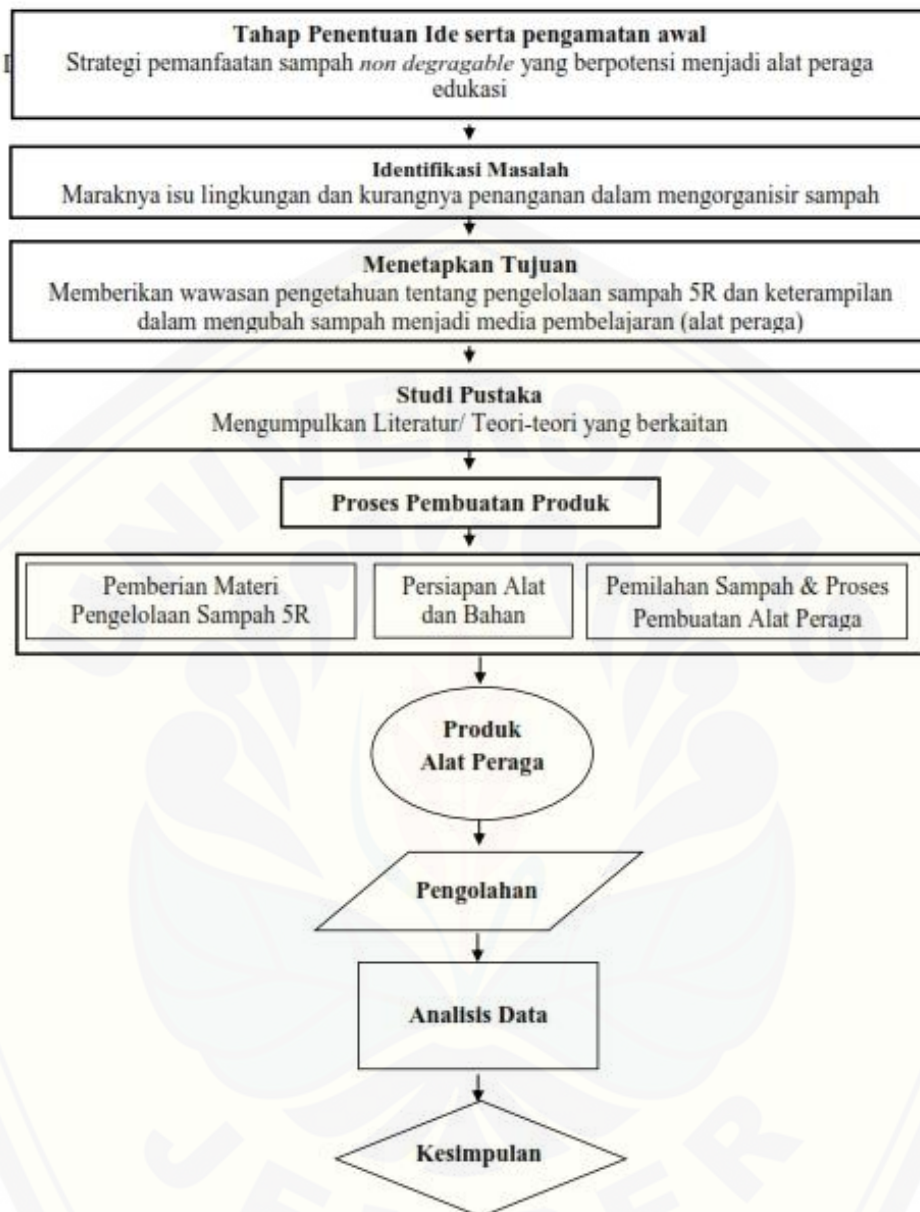 Tahap Penentuan Ide serta pengamatan awal
Strategi pemanfaatan sampah non degragable yang berpotensi menjadi alat peraga
edukasi
Identifikasi Masalah
Maraknya isu lingkungan dan kurangnya penanganan dalam mengorganisir sampah
Menetapkan Tujuan
Memberikan wawasan pengetahuan tentang pengelolaan sampah 5R dan keterampilan
dalam mengubah sampah menjadi media pembelajaran (alat peraga)
Studi Pustaka
Mengumpulkan Literatur/ Teori-teori yang berkaitan
Proses Pembuatan Produk
Pemberian Materi
Pengelolaan Sampah 5R
Persiapan Alat
dan Bahan
Pemilahan Sampah & Proses
Pembuatan Alat Peraga
Produk
Alat Peraga
Pengolahan
Analisis Data
Kesimpulan
UNIVERSITAS
JEMBER